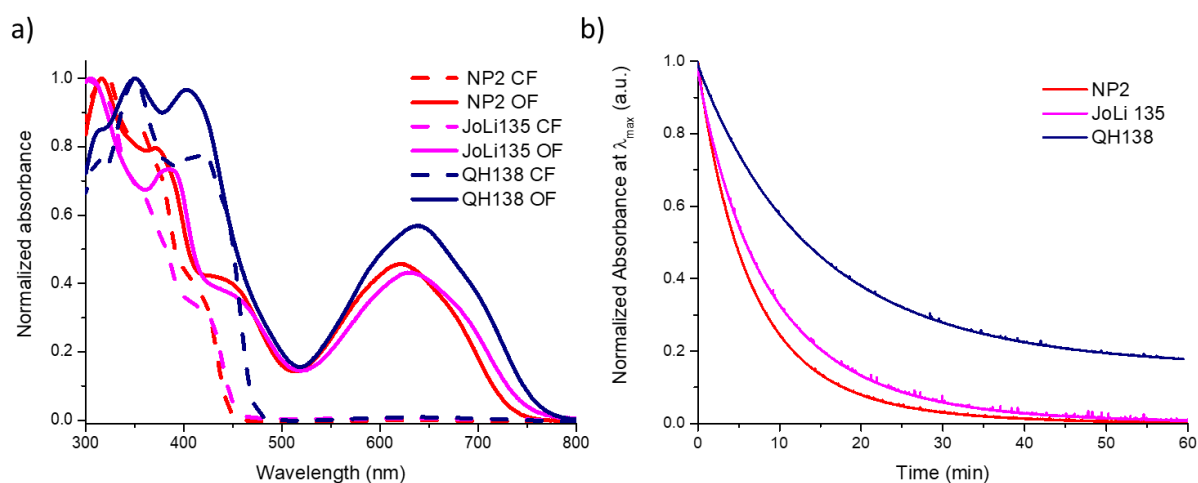 a)
Normalized absorbance
1.0
0.8
0.6
0.4
0.2
0.0
300 400 500 600 700 800
Wavelength (nm)
NP2 CF
NP2 OF
JoLi135 CF
JoLi135 OF
QH138 CF
QH138 OF
b)
Normalized Absorbance at λmax (a.u.)
1.0
0.8
0.6
0.4
0.2
0.0
0 10 20 30 40 50 60
Time (min)
NP2
JoLi 135
QH138